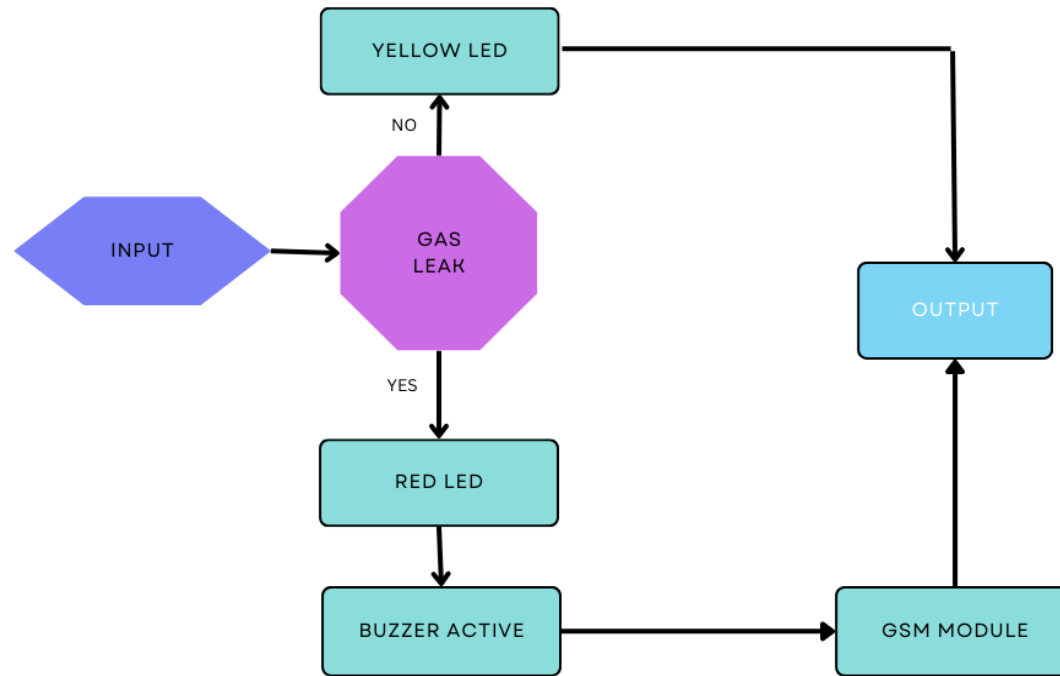 YELLOW LED
NO
INPUT
GAS
LEAK
OUTPUT
YES
RED LED
BUZZER ACTIVE
GSM MODULE